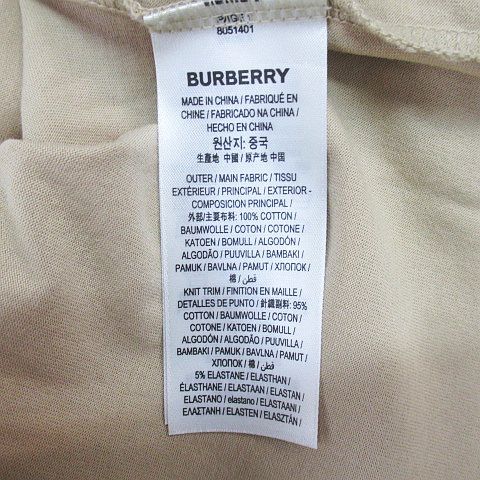 8051401
BURBERRY
MADE IN CHINA / FABRIQUÉ EN
CHINE / FABRICADO NA CHINA /
HECHO EN CHINA
원산지: 중국
生産地 中國 / 原产地 中国
OUTER / MAIN FABRIC / TISSU
EXTÉRIEUR / PRINCIPAL / EXTERIOR -
COMPOSICIÓN PRINCIPAL /
外部/主要布料: 100% COTTON /
BAUMWOLLE / COTON / COTONE /
KATOEN / BOMULL / ALGODÓN /
ALGODÃO / PUUVILLA / BAMBAKI /
PAMUK / BAVLNA / PAMUT / ХЛОПОК /
棉 / قطن /
KNIT TRIM / FINITION EN MAILLE /
DETALLES DE PUNTO / 針織副料: 95%
COTTON / BAUMWOLLE / COTON /
COTONE / KATOEN / BOMULL /
ALGODÓN / ALGODÃO / PUUVILLA /
BAMBAKI / PAMUK / BAVLNA / PAMUT /
ХЛОПОК / 棉 / قطن /
5% ELASTANE / ELASTHAN /
ÉLASTHANE / ELASTAAN / ELASTAN /
ELASTANO / elastano / ELASTAANI /
ΕΛΑΣΤΑΝΗ / ELASTEN / ELASZTÁN /